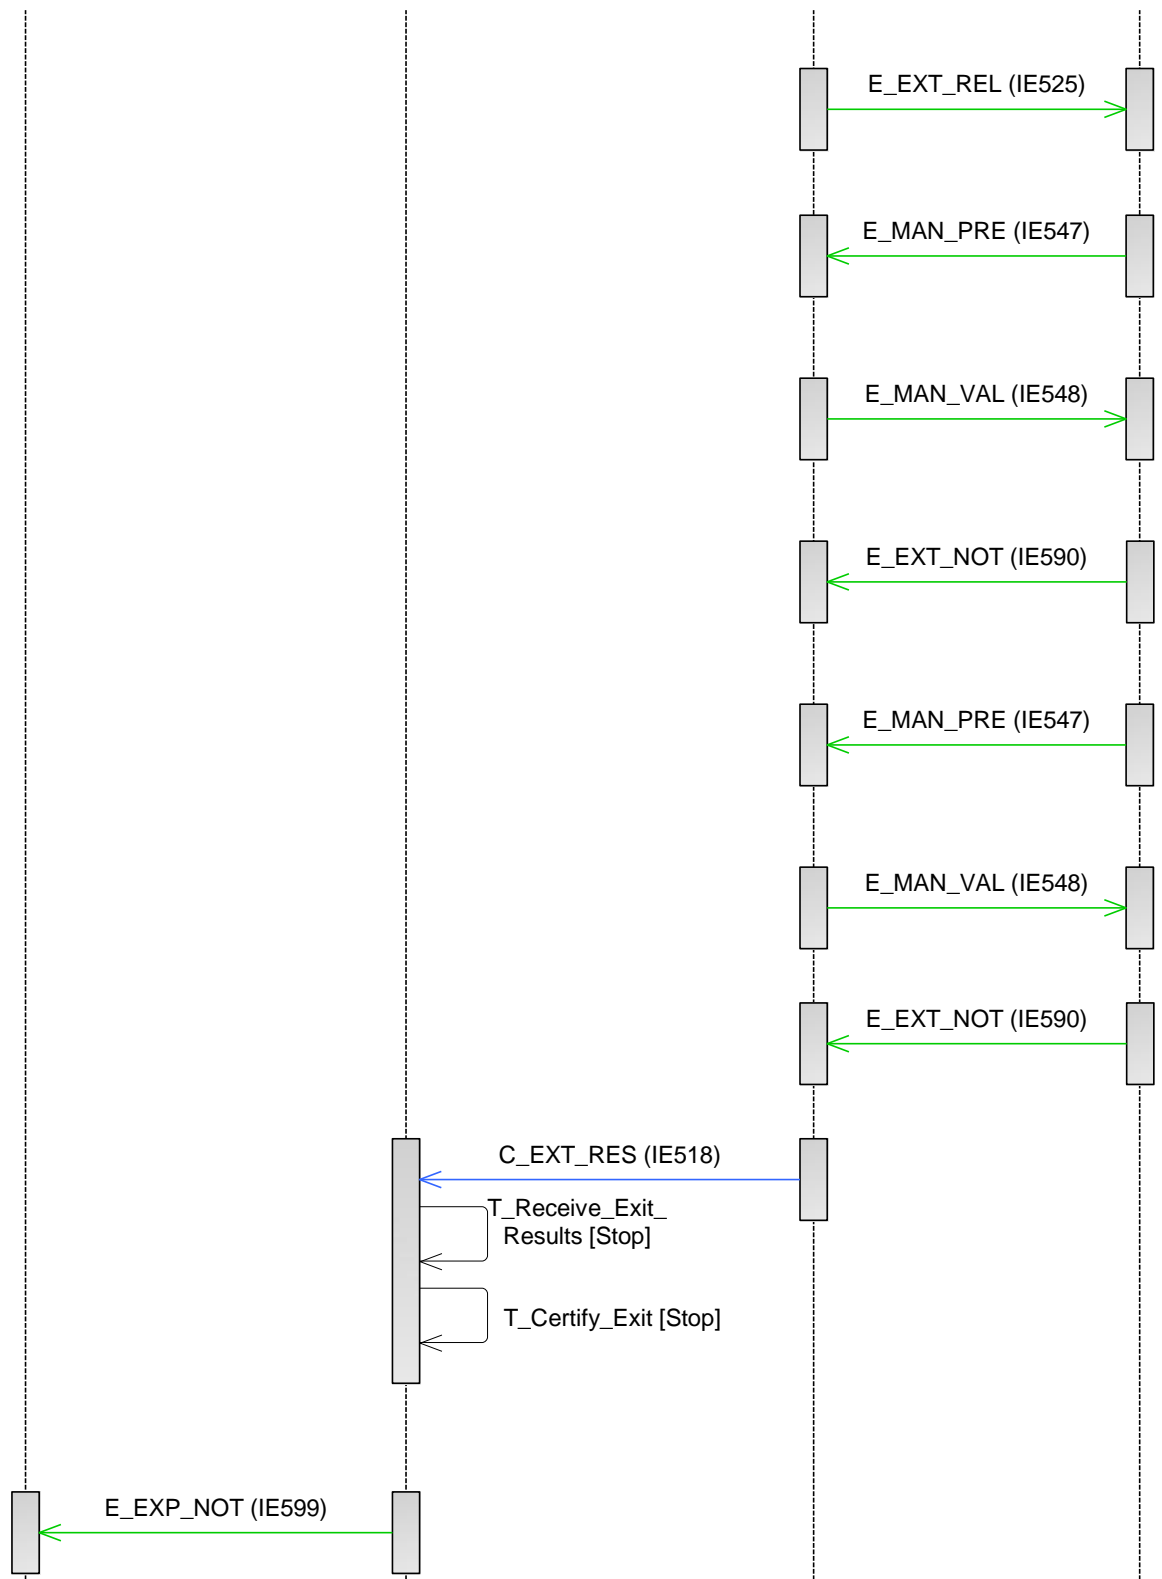 E_EXT_REL (IE525)
E_MAN_PRE (IE547)
E_MAN_VAL (IE548)
E_EXT_NOT (IE590)
E_MAN_PRE (IE547)
E_MAN_VAL (IE548)
E_EXT_NOT (IE590)
C_EXT_RES (IE518)
T_Receive_Exit_
Results [Stop]
T_Certify_Exit [Stop]
E_EXP_NOT (IE599)